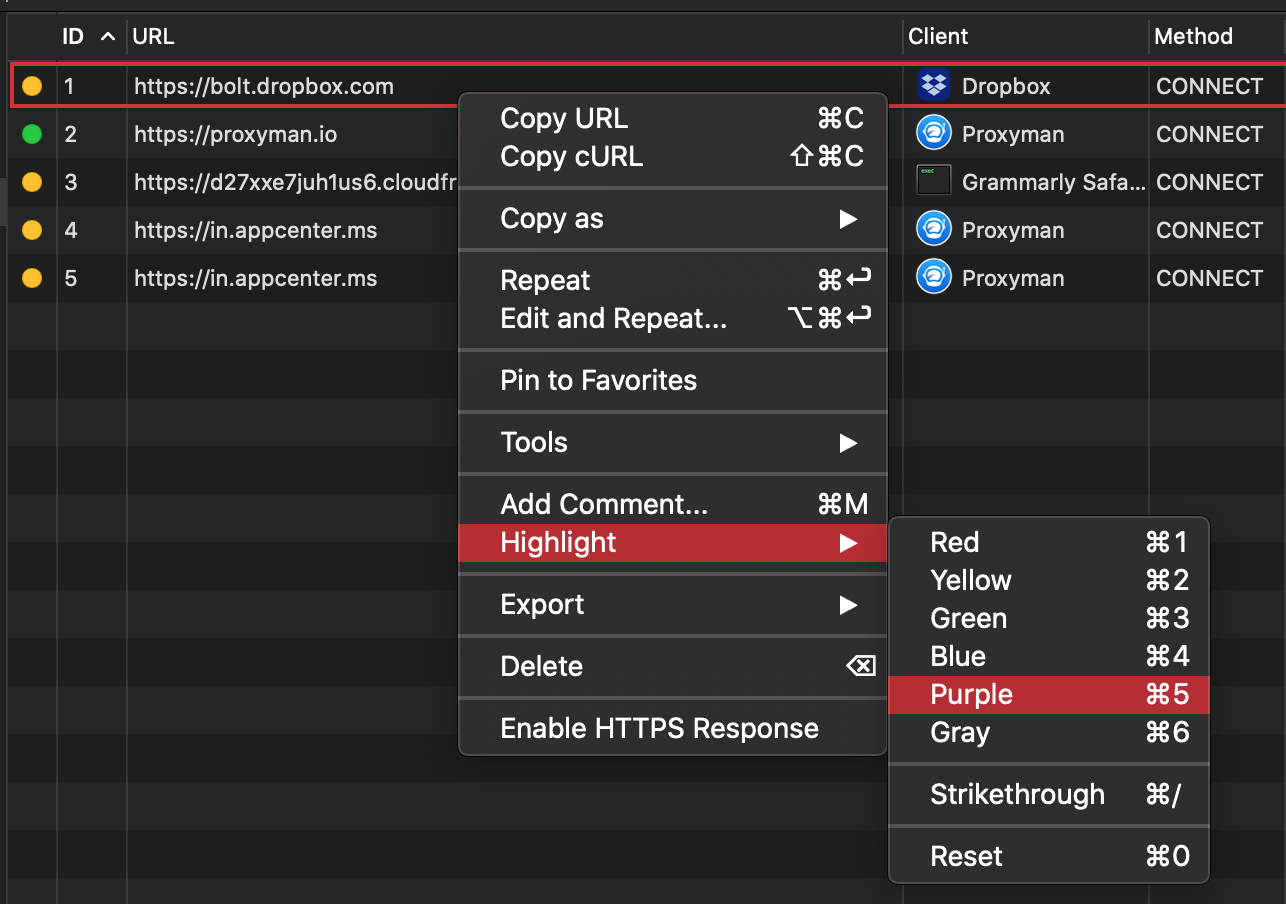 ID URL Client Method
1 https://bolt.dropbox.com Dropbox CONNECT
2 https://proxyman.io Proxyman CONNECT
3 https://d27xxe7juh1us6.cloudfr exec Grammarly Safa... CONNECT
4 https://in.appcenter.ms Proxyman CONNECT
5 https://in.appcenter.ms Proxyman CONNECT
Copy URL ⌘C
Copy cURL ⇧⌘C
Copy as ▶
Repeat ⌘↩
Edit and Repeat... ⌥⌘↩
Pin to Favorites
Tools ▶
Add Comment... ⌘M
Highlight ▶
Export ▶
Delete ⌫
Enable HTTPS Response
Red ⌘1
Yellow ⌘2
Green ⌘3
Blue ⌘4
Purple ⌘5
Gray ⌘6
Strikethrough ⌘/
Reset ⌘0